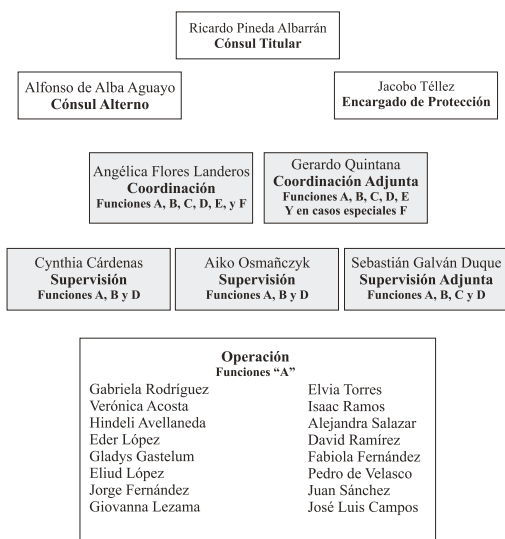 Ricardo Pineda Albarrán
Cónsul Titular
Alfonso de Alba Aguayo
Cónsul Alterno
Jacobo Téllez
Encargado de Protección
Angélica Flores Landeros
Coordinación
Funciones A, B, C, D, E, y F
Gerardo Quintana
Coordinación Adjunta
Funciones A, B, C, D, E
Y en casos especiales F
Cynthia Cárdenas
Supervisión
Funciones A, B y D
Aiko Osmañczyk
Supervisión
Funciones A, B y D
Sebastián Galván Duque
Supervisión Adjunta
Funciones A, B, C y D
Operación
Funciones “A”
Gabriela Rodríguez
Verónica Acosta
Hindeli Avellaneda
Eder López
Gladys Gastelum
Eliud López
Jorge Fernández
Giovanna Lezama
Elvia Torres
Isaac Ramos
Alejandra Salazar
David Ramírez
Fabiola Fernández
Pedro de Velasco
Juan Sánchez
José Luis Campos